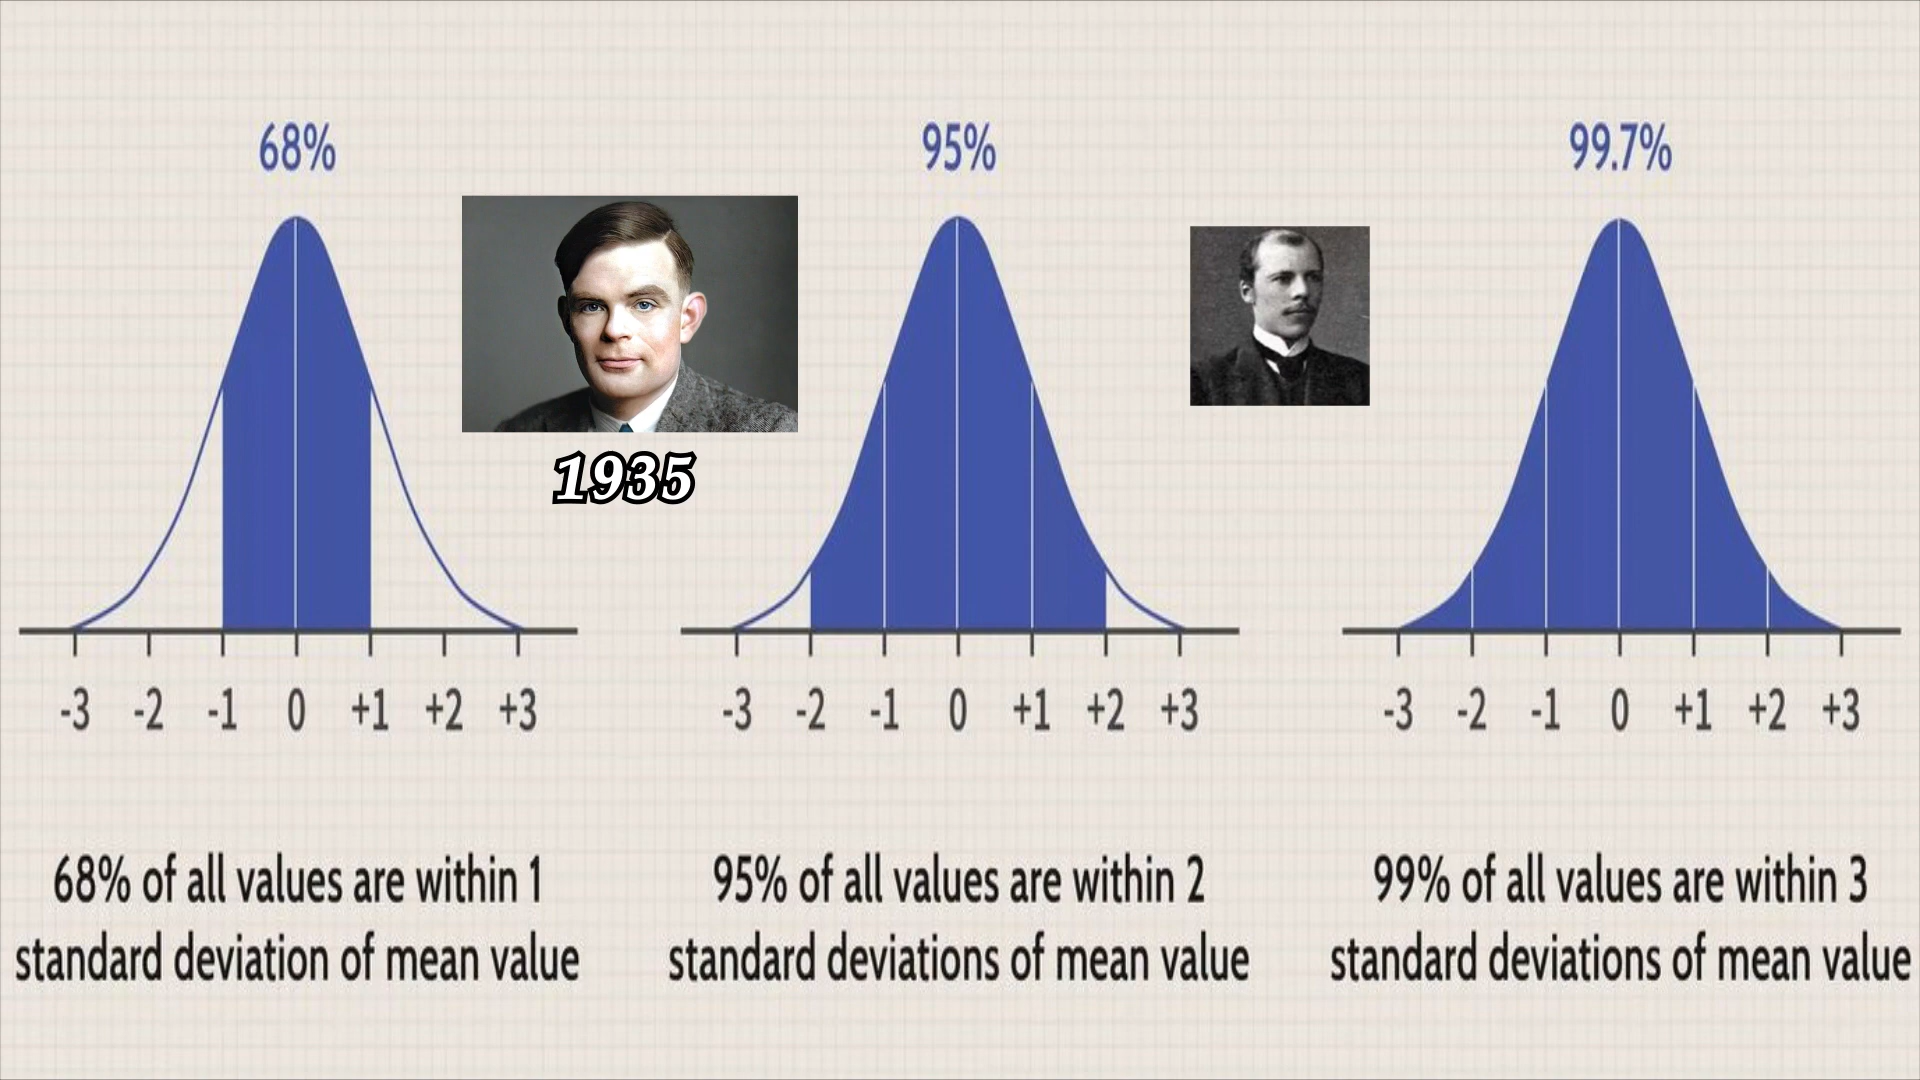 68%
95%
99.7%
1935
-3 -2 -1 0 +1 +2 +3
-3 -2 -1 0 +1 +2 +3
-3 -2 -1 0 +1 +2 +3
68% of all values are within 1
standard deviation of mean value
95% of all values are within 2
standard deviations of mean value
99% of all values are within 3
standard deviations of mean value